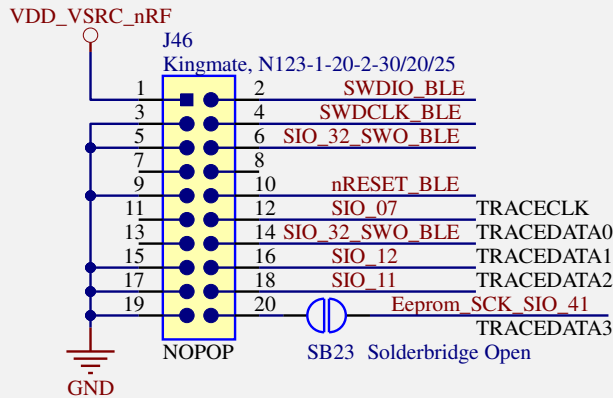 VDD_VSRC_nRF
J46
Kingmate, N123-1-20-2-30/20/25
1 2 SWDIO_BLE
3 4 SWDCLK_BLE
5 6 SIO_32_SWO_BLE
7 8
9 10 nRESET_BLE
11 12 SIO_07 TRACECLK
13 14 SIO_32_SWO_BLE TRACEDATA0
15 16 SIO_12 TRACEDATA1
17 18 SIO_11 TRACEDATA2
19 20 Eeprom_SCK_SIO_41
TRACEDATA3
NOPOP SB23 Solderbridge Open
GND